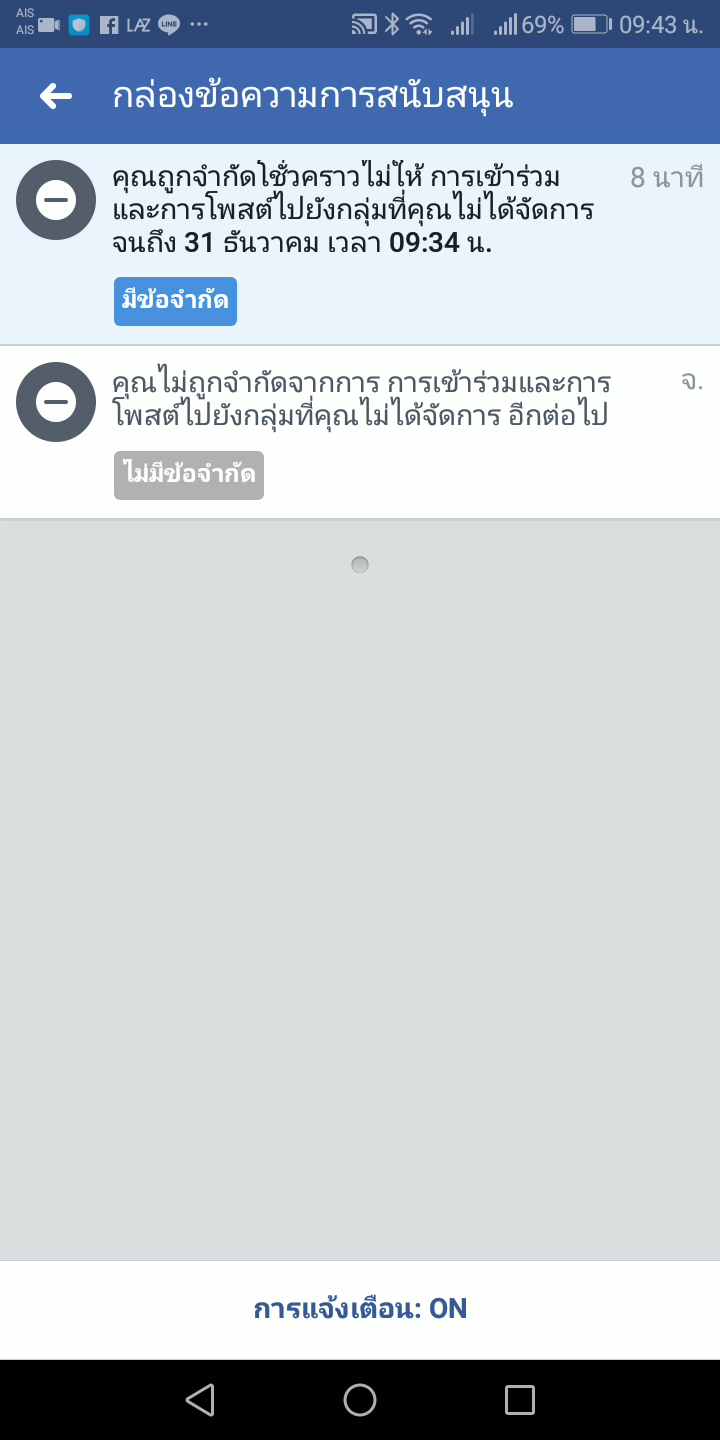 AIS
AIS LAZ LINE 69% 09:43 น.
กล่องข้อความการสนับสนุน
คุณถูกจำกัดโชั่วคราวไม่ให้ การเข้าร่วม 8 นาที
และการโพสต์ไปยังกลุ่มที่คุณไม่ได้จัดการ
จนถึง 31 ธันวาคม เวลา 09:34 น.
มีข้อจำกัด
คุณไม่ถูกจำกัดจากการ การเข้าร่วมและการ จ.
โพสต์ไปยังกลุ่มที่คุณไม่ได้จัดการ อีกต่อไป
ไม่มีข้อจำกัด
การแจ้งเตือน: ON